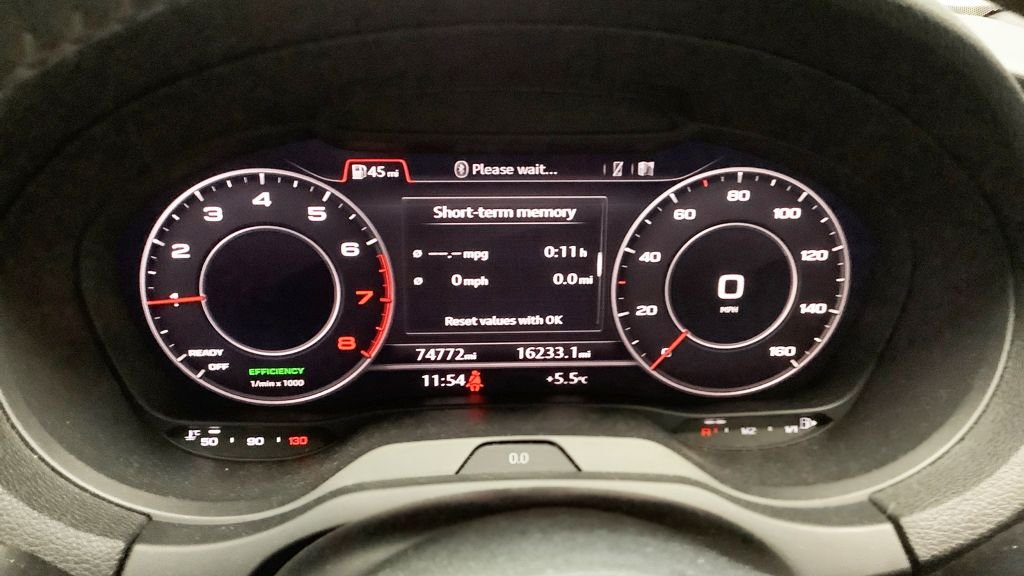 45 mi
Please wait...
Short-term memory
ø --.- mpg 0:11 h
ø 0 mph 0.0 mi
Reset values with OK
74772 mi 16233.1 mi
11:54 +5.5°C
1
2
3
4
5
6
7
8
READY
OFF
EFFICIENCY
1/min x 1000
0
20
40
60
80
100
120
140
160
0
MPH
°C 50 90 130
R 1/2 1/1
0.0